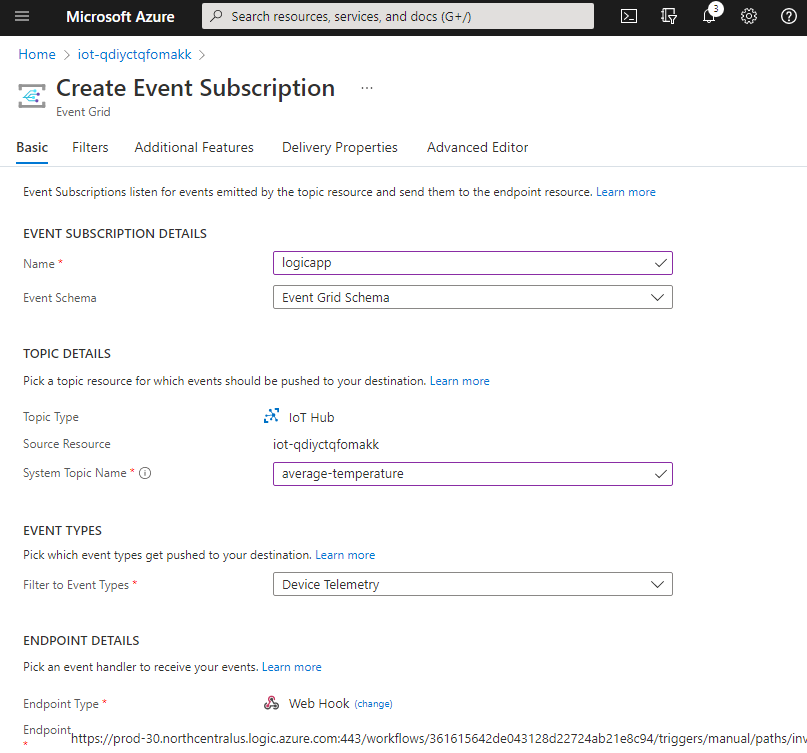 Microsoft Azure
Search resources, services, and docs (G+/)
3
Home > iot-qdiyctqfomakk >
Create Event Subscription ...
Event Grid
Basic Filters Additional Features Delivery Properties Advanced Editor
Event Subscriptions listen for events emitted by the topic resource and send them to the endpoint resource. Learn more
EVENT SUBSCRIPTION DETAILS
Name * logicapp
Event Schema Event Grid Schema
TOPIC DETAILS
Pick a topic resource for which events should be pushed to your destination. Learn more
Topic Type IoT Hub
Source Resource iot-qdiyctqfomakk
System Topic Name * average-temperature
EVENT TYPES
Pick which event types get pushed to your destination. Learn more
Filter to Event Types * Device Telemetry
ENDPOINT DETAILS
Pick an event handler to receive your events. Learn more
Endpoint Type * Web Hook (change)
Endpoint * https://prod-30.northcentralus.logic.azure.com:443/workflows/361615642de043128d22724ab21e8c94/triggers/manual/paths/inv